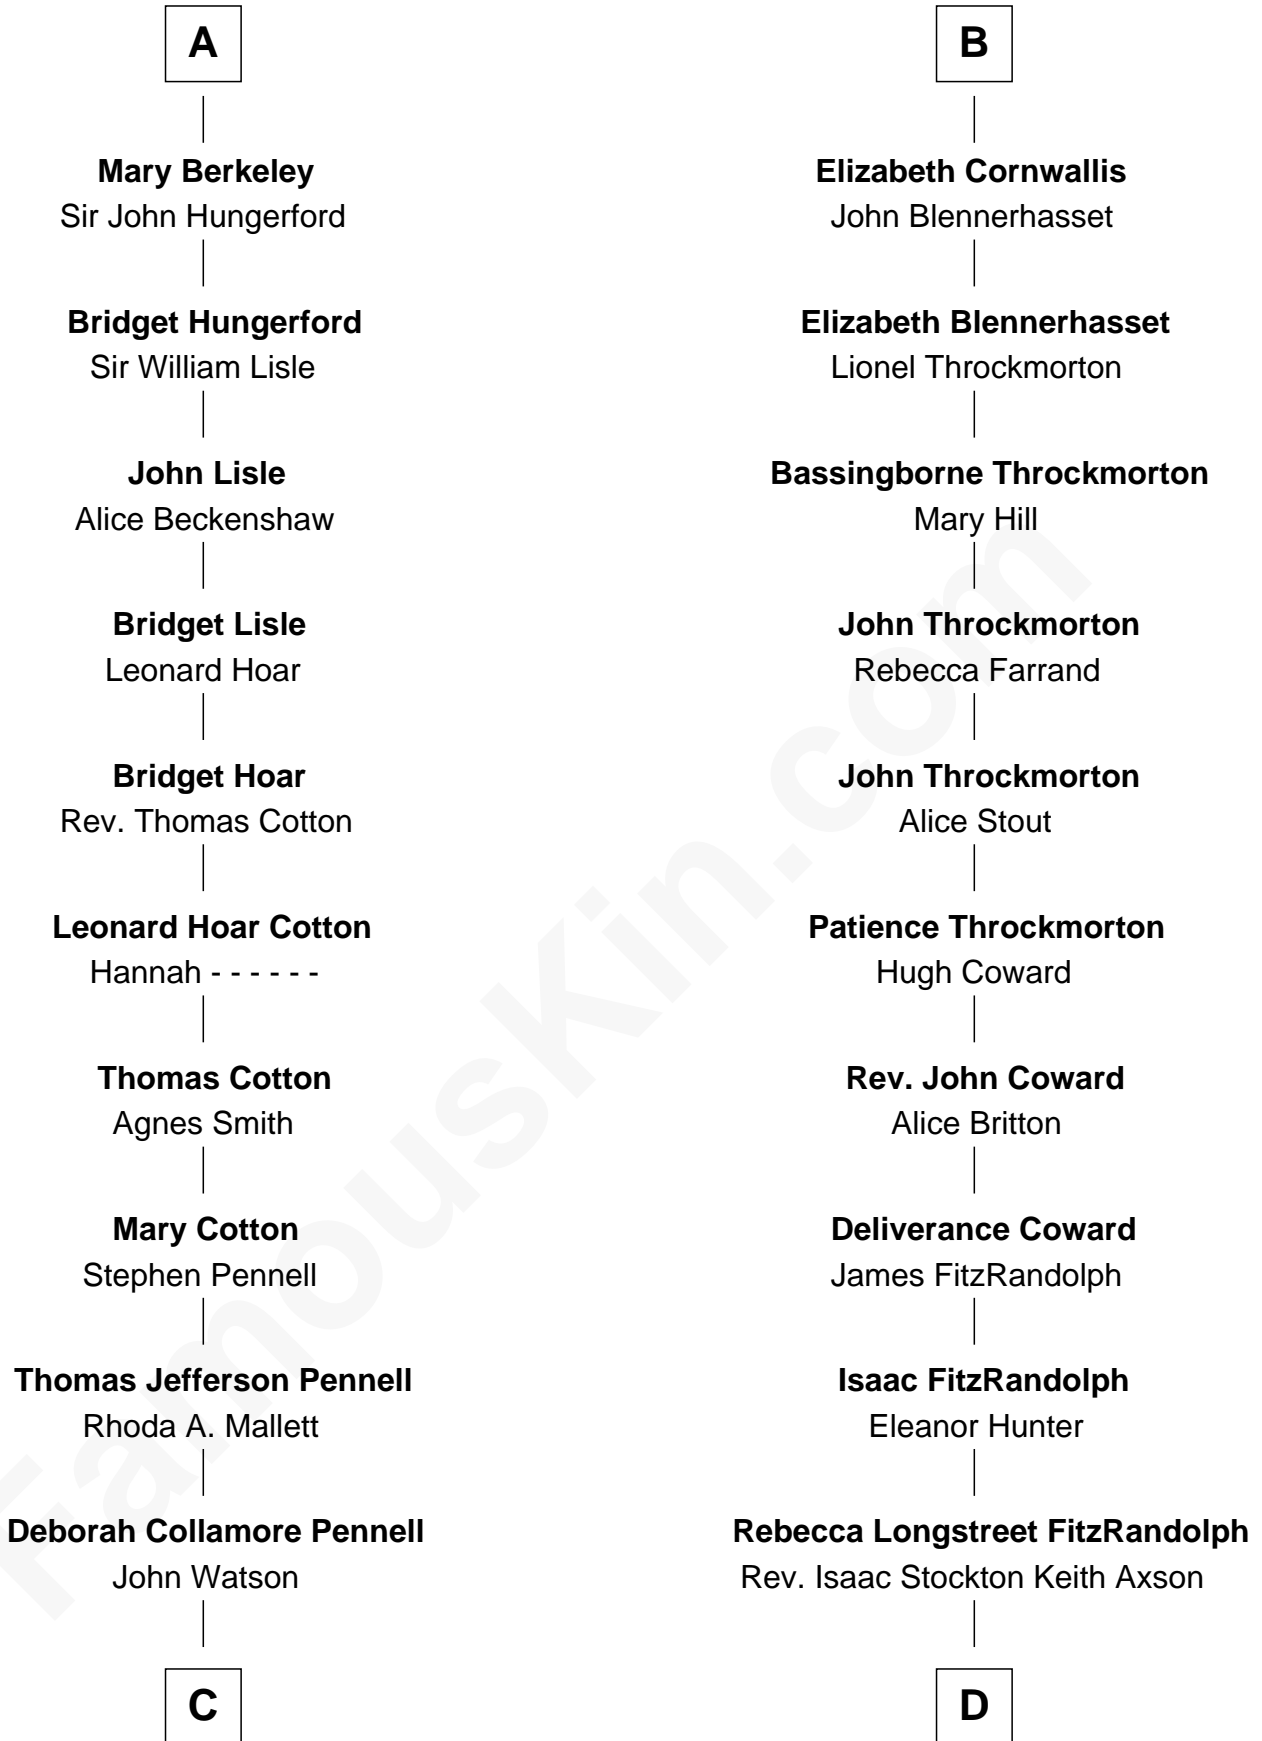 A
Mary Berkeley
Sir John Hungerford
Bridget Hungerford
Sir William Lisle
John Lisle
Alice Beckenshaw
Bridget Lisle
Leonard Hoar
Bridget Hoar
Rev. Thomas Cotton
Leonard Hoar Cotton
Hannah - - - - - -
Thomas Cotton
Agnes Smith
Mary Cotton
Stephen Pennell
Thomas Jefferson Pennell
Rhoda A. Mallett
Deborah Collamore Pennell
John Watson
C
B
Elizabeth Cornwallis
John Blennerhasset
Elizabeth Blennerhasset
Lionel Throckmorton
Bassingborne Throckmorton
Mary Hill
John Throckmorton
Rebecca Farrand
John Throckmorton
Alice Stout
Patience Throckmorton
Hugh Coward
Rev. John Coward
Alice Britton
Deliverance Coward
James FitzRandolph
Isaac FitzRandolph
Eleanor Hunter
Rebecca Longstreet FitzRandolph
Rev. Isaac Stockton Keith Axson
D
FamousKin.com